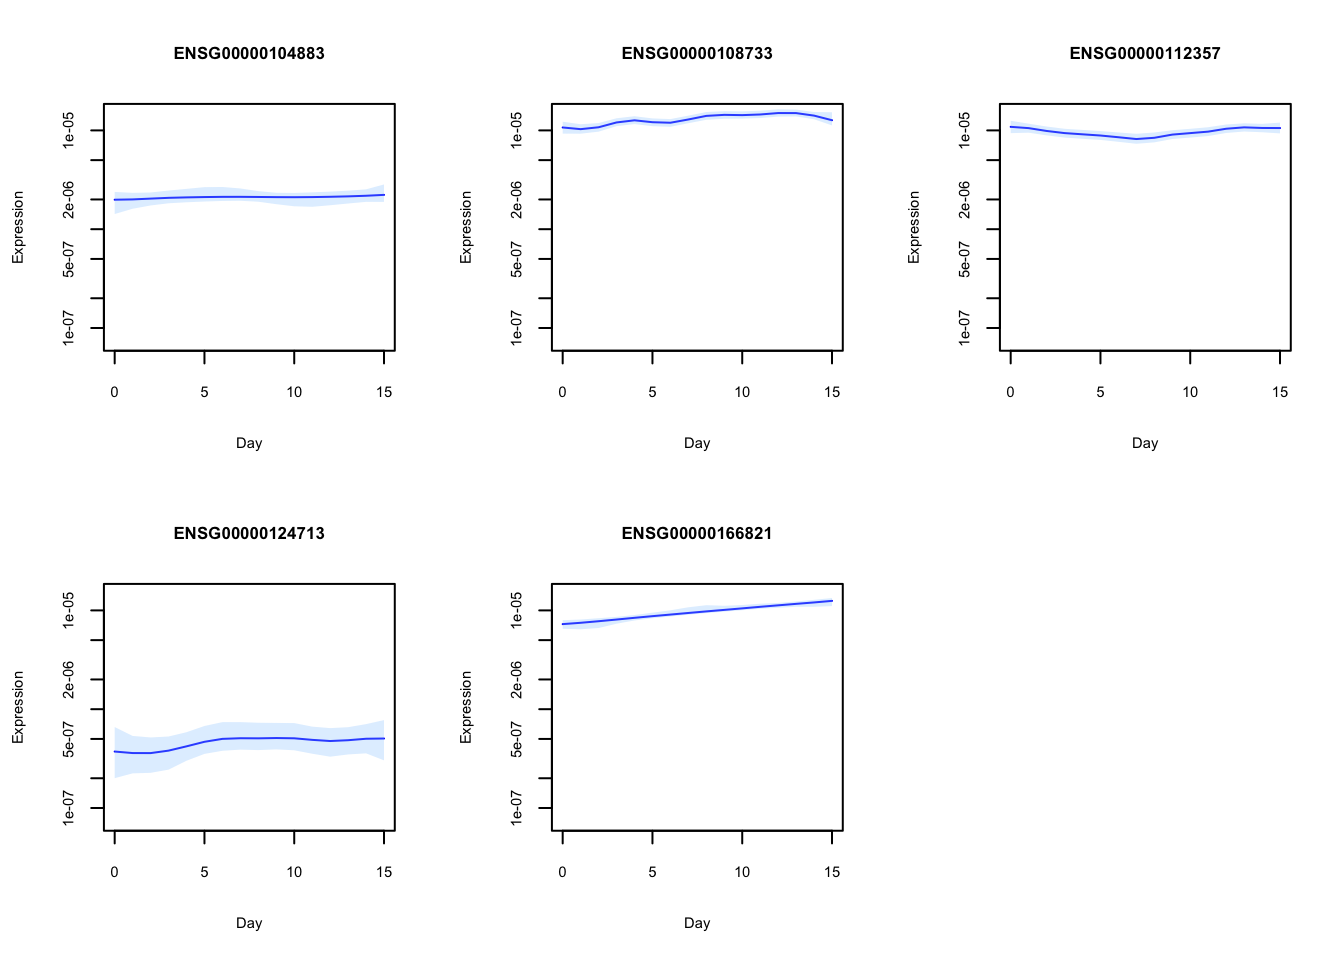 ENSG00000104883
Expression
1e-05
2e-06
5e-07
1e-07
0 5 10 15
Day
ENSG00000108733
Expression
1e-05
2e-06
5e-07
1e-07
0 5 10 15
Day
ENSG00000112357
Expression
1e-05
2e-06
5e-07
1e-07
0 5 10 15
Day
ENSG00000124713
Expression
1e-05
2e-06
5e-07
1e-07
0 5 10 15
Day
ENSG00000166821
Expression
1e-05
2e-06
5e-07
1e-07
0 5 10 15
Day